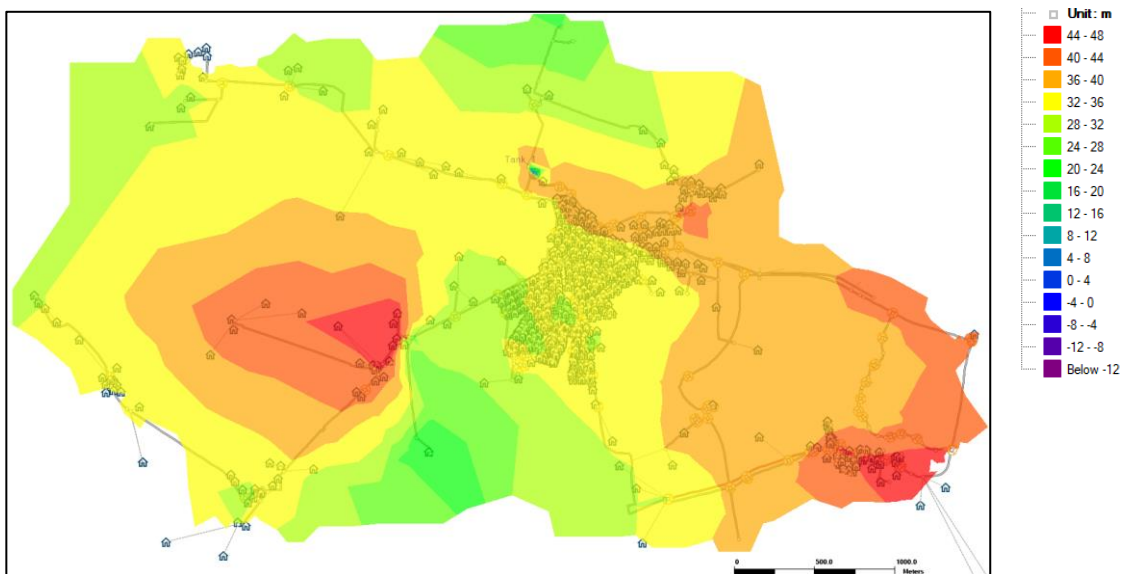 Unit: m
44 - 48
40 - 44
36 - 40
32 - 36
28 - 32
24 - 28
20 - 24
16 - 20
12 - 16
8 - 12
4 - 8
0 - 4
-4 - 0
-8 - -4
-12 - -8
Below -12
Tank_1
0 500.0 1000.0
Meters